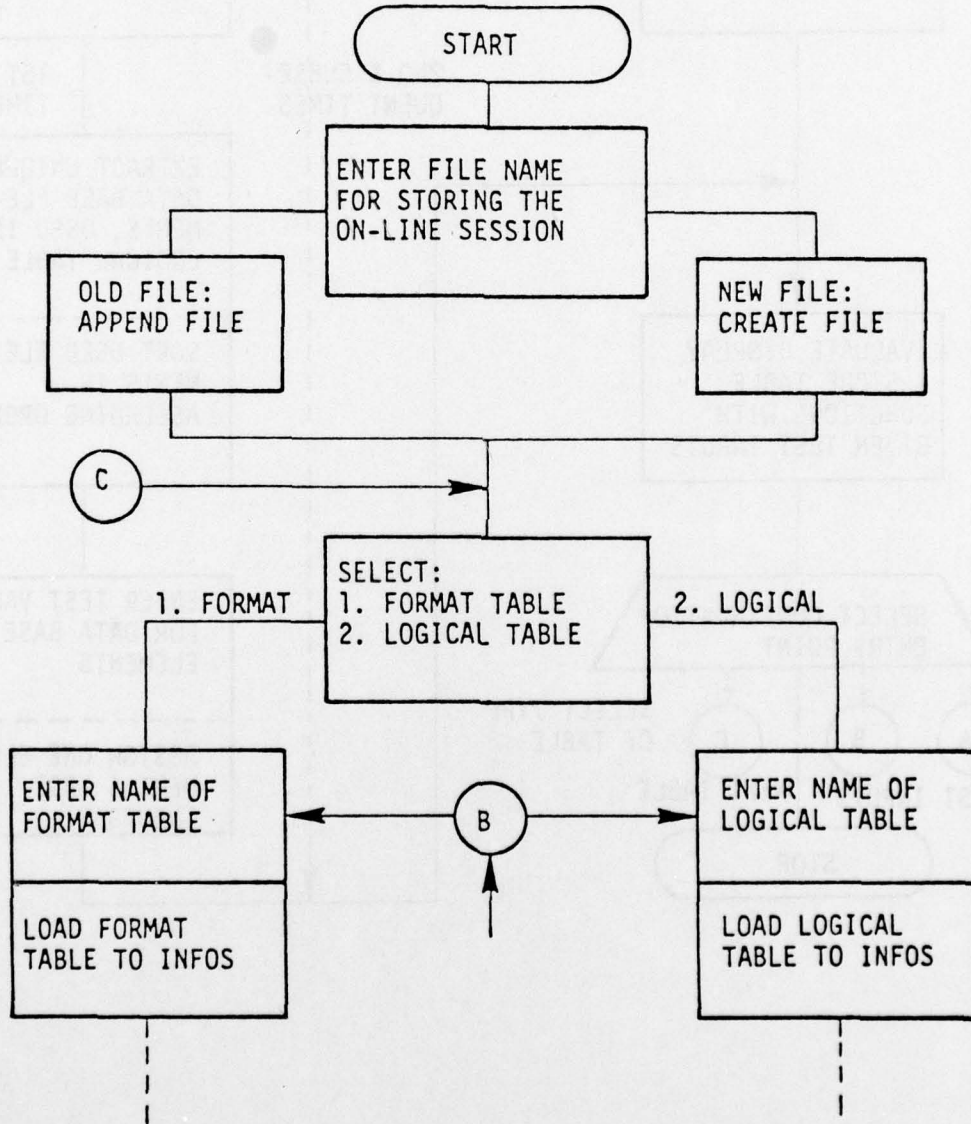 START
ENTER FILE NAME
FOR STORING THE
ON-LINE SESSION
OLD FILE:
APPEND FILE
NEW FILE:
CREATE FILE
C
SELECT:
1. FORMAT TABLE
2. LOGICAL TABLE
1. FORMAT
2. LOGICAL
ENTER NAME OF
FORMAT TABLE
B
ENTER NAME OF
LOGICAL TABLE
LOAD FORMAT
TABLE TO INFOS
LOAD LOGICAL
TABLE TO INFOS